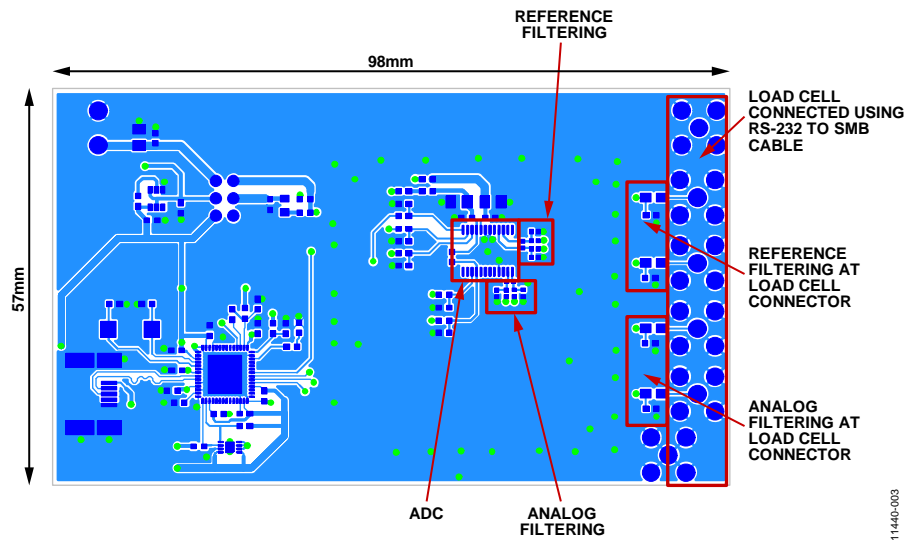 REFERENCE
FILTERING
98mm
LOAD CELL
CONNECTED USING
RS-232 TO SMB
CABLE
57mm
REFERENCE
FILTERING AT
LOAD CELL
CONNECTOR
ANALOG
FILTERING AT
LOAD CELL
CONNECTOR
ADC
ANALOG
FILTERING
11440-003